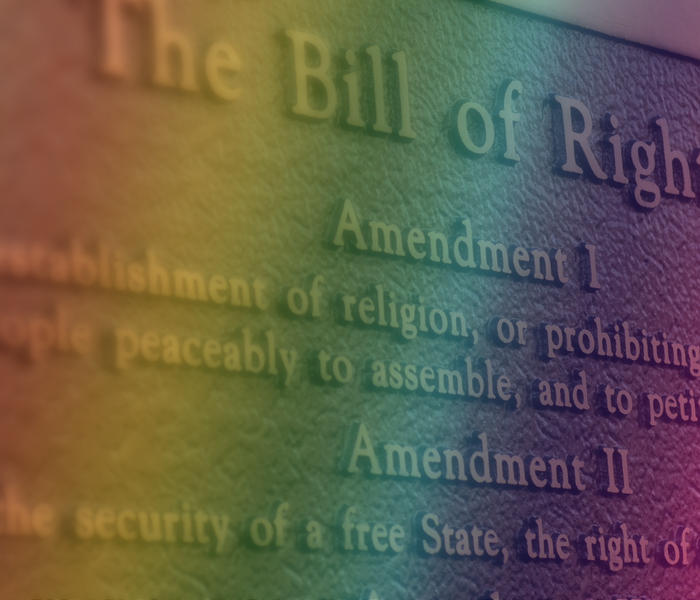 The Bill of Righ
Amendment I
establishment of religion, or prohibiting
ople peaceably to assemble, and to peti
Amendment II
the security of a free State, the right of